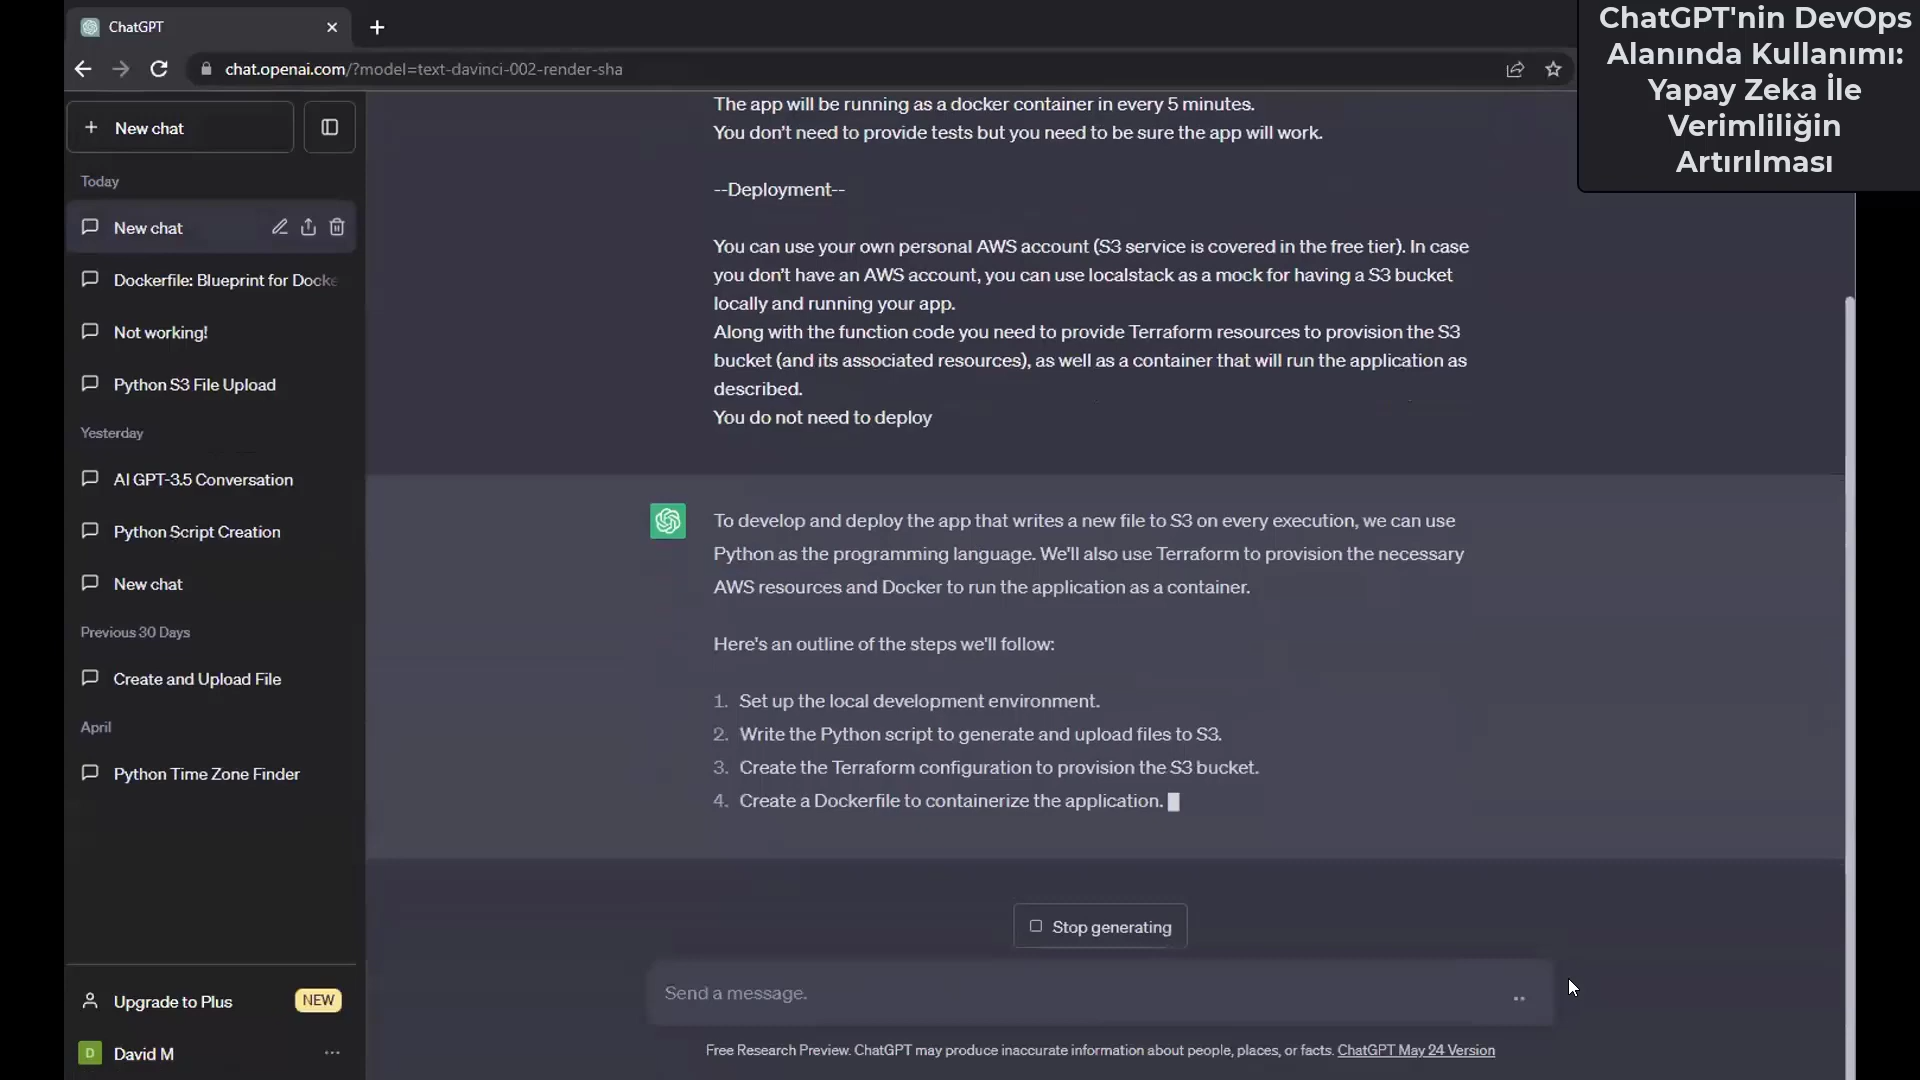 ChatGPT
chat.openai.com/?model=text-davinci-002-render-sha
ChatGPT'nin DevOps
Alanında Kullanımı:
Yapay Zeka İle
Verimliliğin
Artırılması
New chat
Today
New chat
Dockerfile: Blueprint for Docke
Not working!
Python S3 File Upload
Yesterday
AI GPT-3.5 Conversation
Python Script Creation
New chat
Previous 30 Days
Create and Upload File
April
Python Time Zone Finder
Upgrade to Plus
NEW
D
David M
The app will be running as a docker container in every 5 minutes.
You don't need to provide tests but you need to be sure the app will work.
--Deployment--
You can use your own personal AWS account (S3 service is covered in the free tier). In case
you don't have an AWS account, you can use localstack as a mock for having a S3 bucket
locally and running your app.
Along with the function code you need to provide Terraform resources to provision the S3
bucket (and its associated resources), as well as a container that will run the application as
described.
You do not need to deploy
To develop and deploy the app that writes a new file to S3 on every execution, we can use
Python as the programming language. We'll also use Terraform to provision the necessary
AWS resources and Docker to run the application as a container.
Here's an outline of the steps we'll follow:
1. Set up the local development environment.
2. Write the Python script to generate and upload files to S3.
3. Create the Terraform configuration to provision the S3 bucket.
4. Create a Dockerfile to containerize the application.
Stop generating
Send a message.
Free Research Preview. ChatGPT may produce inaccurate information about people, places, or facts. ChatGPT May 24 Version